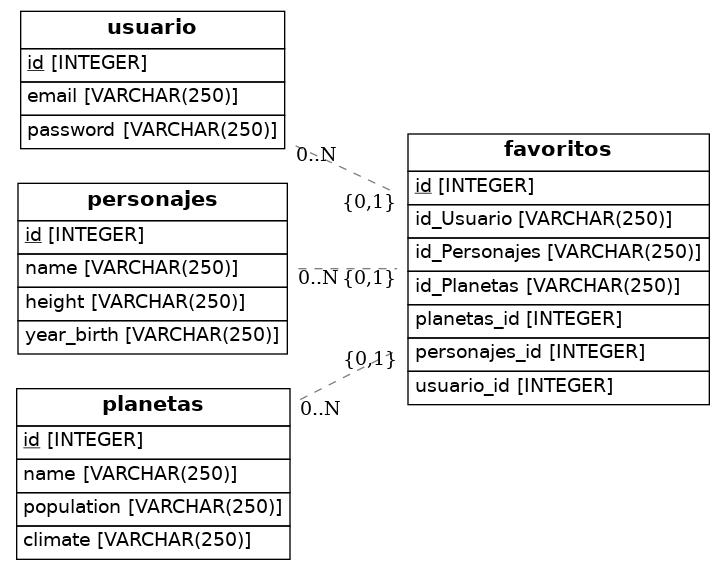 usuario
id [INTEGER]
email [VARCHAR(250)]
password [VARCHAR(250)]
personajes
id [INTEGER]
name [VARCHAR(250)]
height [VARCHAR(250)]
year_birth [VARCHAR(250)]
planetas
id [INTEGER]
name [VARCHAR(250)]
population [VARCHAR(250)]
climate [VARCHAR(250)]
0..N
{0,1}
0..N
{0,1}
{0,1}
0..N
favoritos
id [INTEGER]
id_Usuario [VARCHAR(250)]
id_Personajes [VARCHAR(250)]
id_Planetas [VARCHAR(250)]
planetas_id [INTEGER]
personajes_id [INTEGER]
usuario_id [INTEGER]